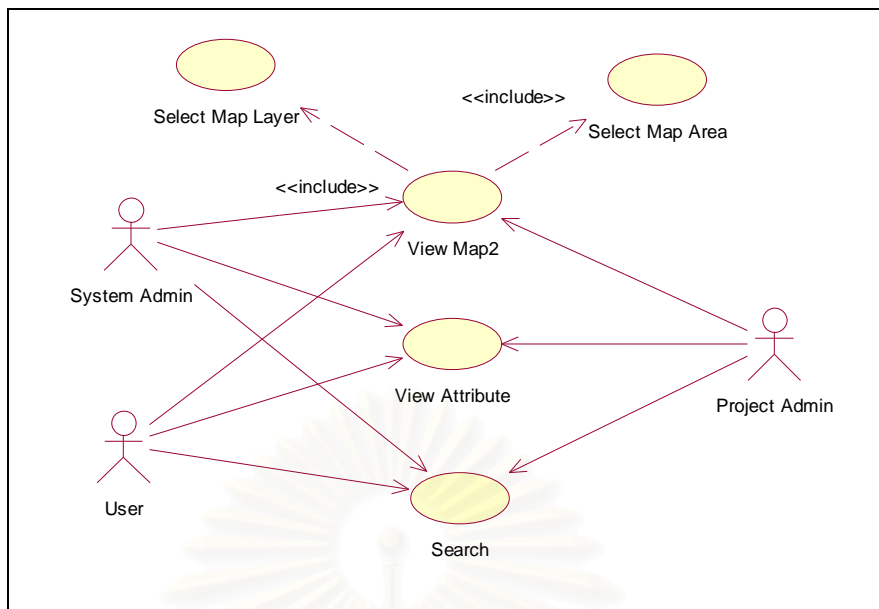 <<include>>
Select Map Layer
Select Map Area
<<include>>
View Map2
System Admin
View Attribute
Project Admin
User
Search